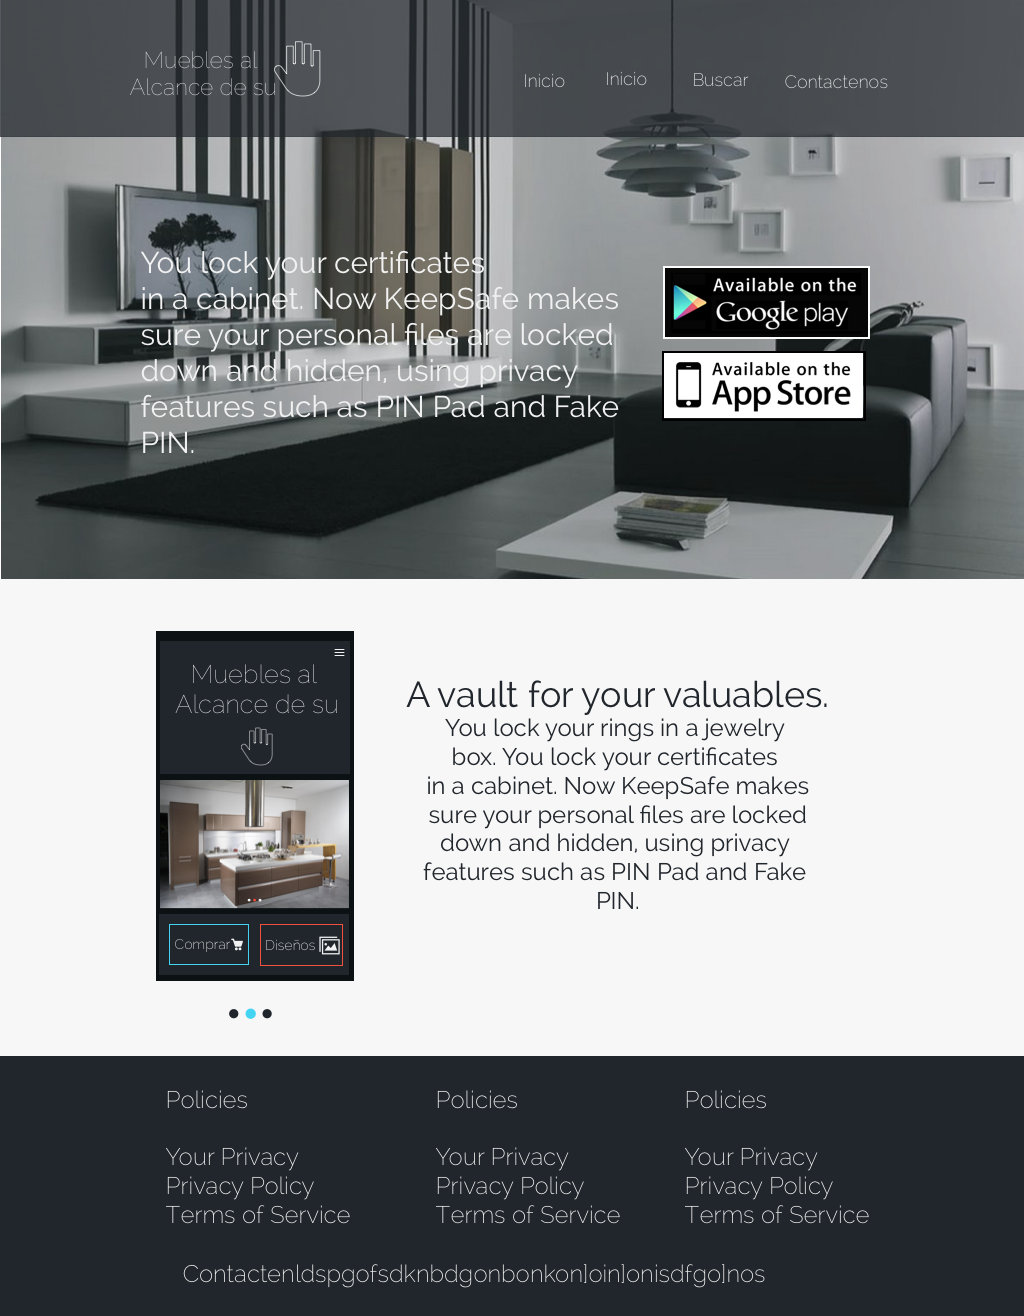 Muebles al
Alcance de su
Inicio
Inicio
Buscar
Contactenos
You lock your certificates
in a cabinet. Now KeepSafe makes
sure your personal files are locked
down and hidden, using privacy
features such as PIN Pad and Fake
PIN.
Available on the
Google play
Available on the
App Store
Muebles al
Alcance de su
Comprar
Diseños
A vault for your valuables.
You lock your rings in a jewelry
box. You lock your certificates
in a cabinet. Now KeepSafe makes
sure your personal files are locked
down and hidden, using privacy
features such as PIN Pad and Fake
PIN.
Policies
Your Privacy
Privacy Policy
Terms of Service
Policies
Your Privacy
Privacy Policy
Terms of Service
Policies
Your Privacy
Privacy Policy
Terms of Service
Contactenldspgofsdknbdgonbonkon]oin]onisdfgo]nos